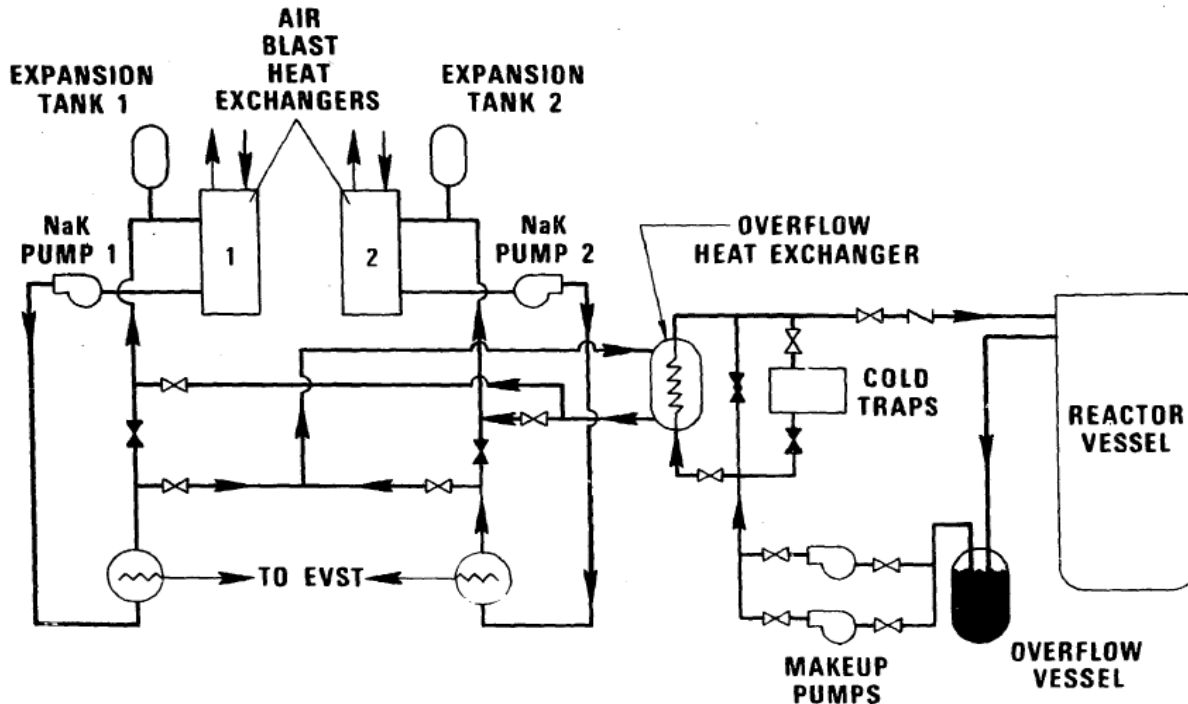 AIR
BLAST
HEAT
EXCHANGERS
EXPANSION
TANK 1
EXPANSION
TANK 2
NaK
PUMP 1
1
2
NaK
PUMP 2
OVERFLOW
HEAT EXCHANGER
COLD
TRAPS
REACTOR
VESSEL
TO EVST
MAKEUP
PUMPS
OVERFLOW
VESSEL